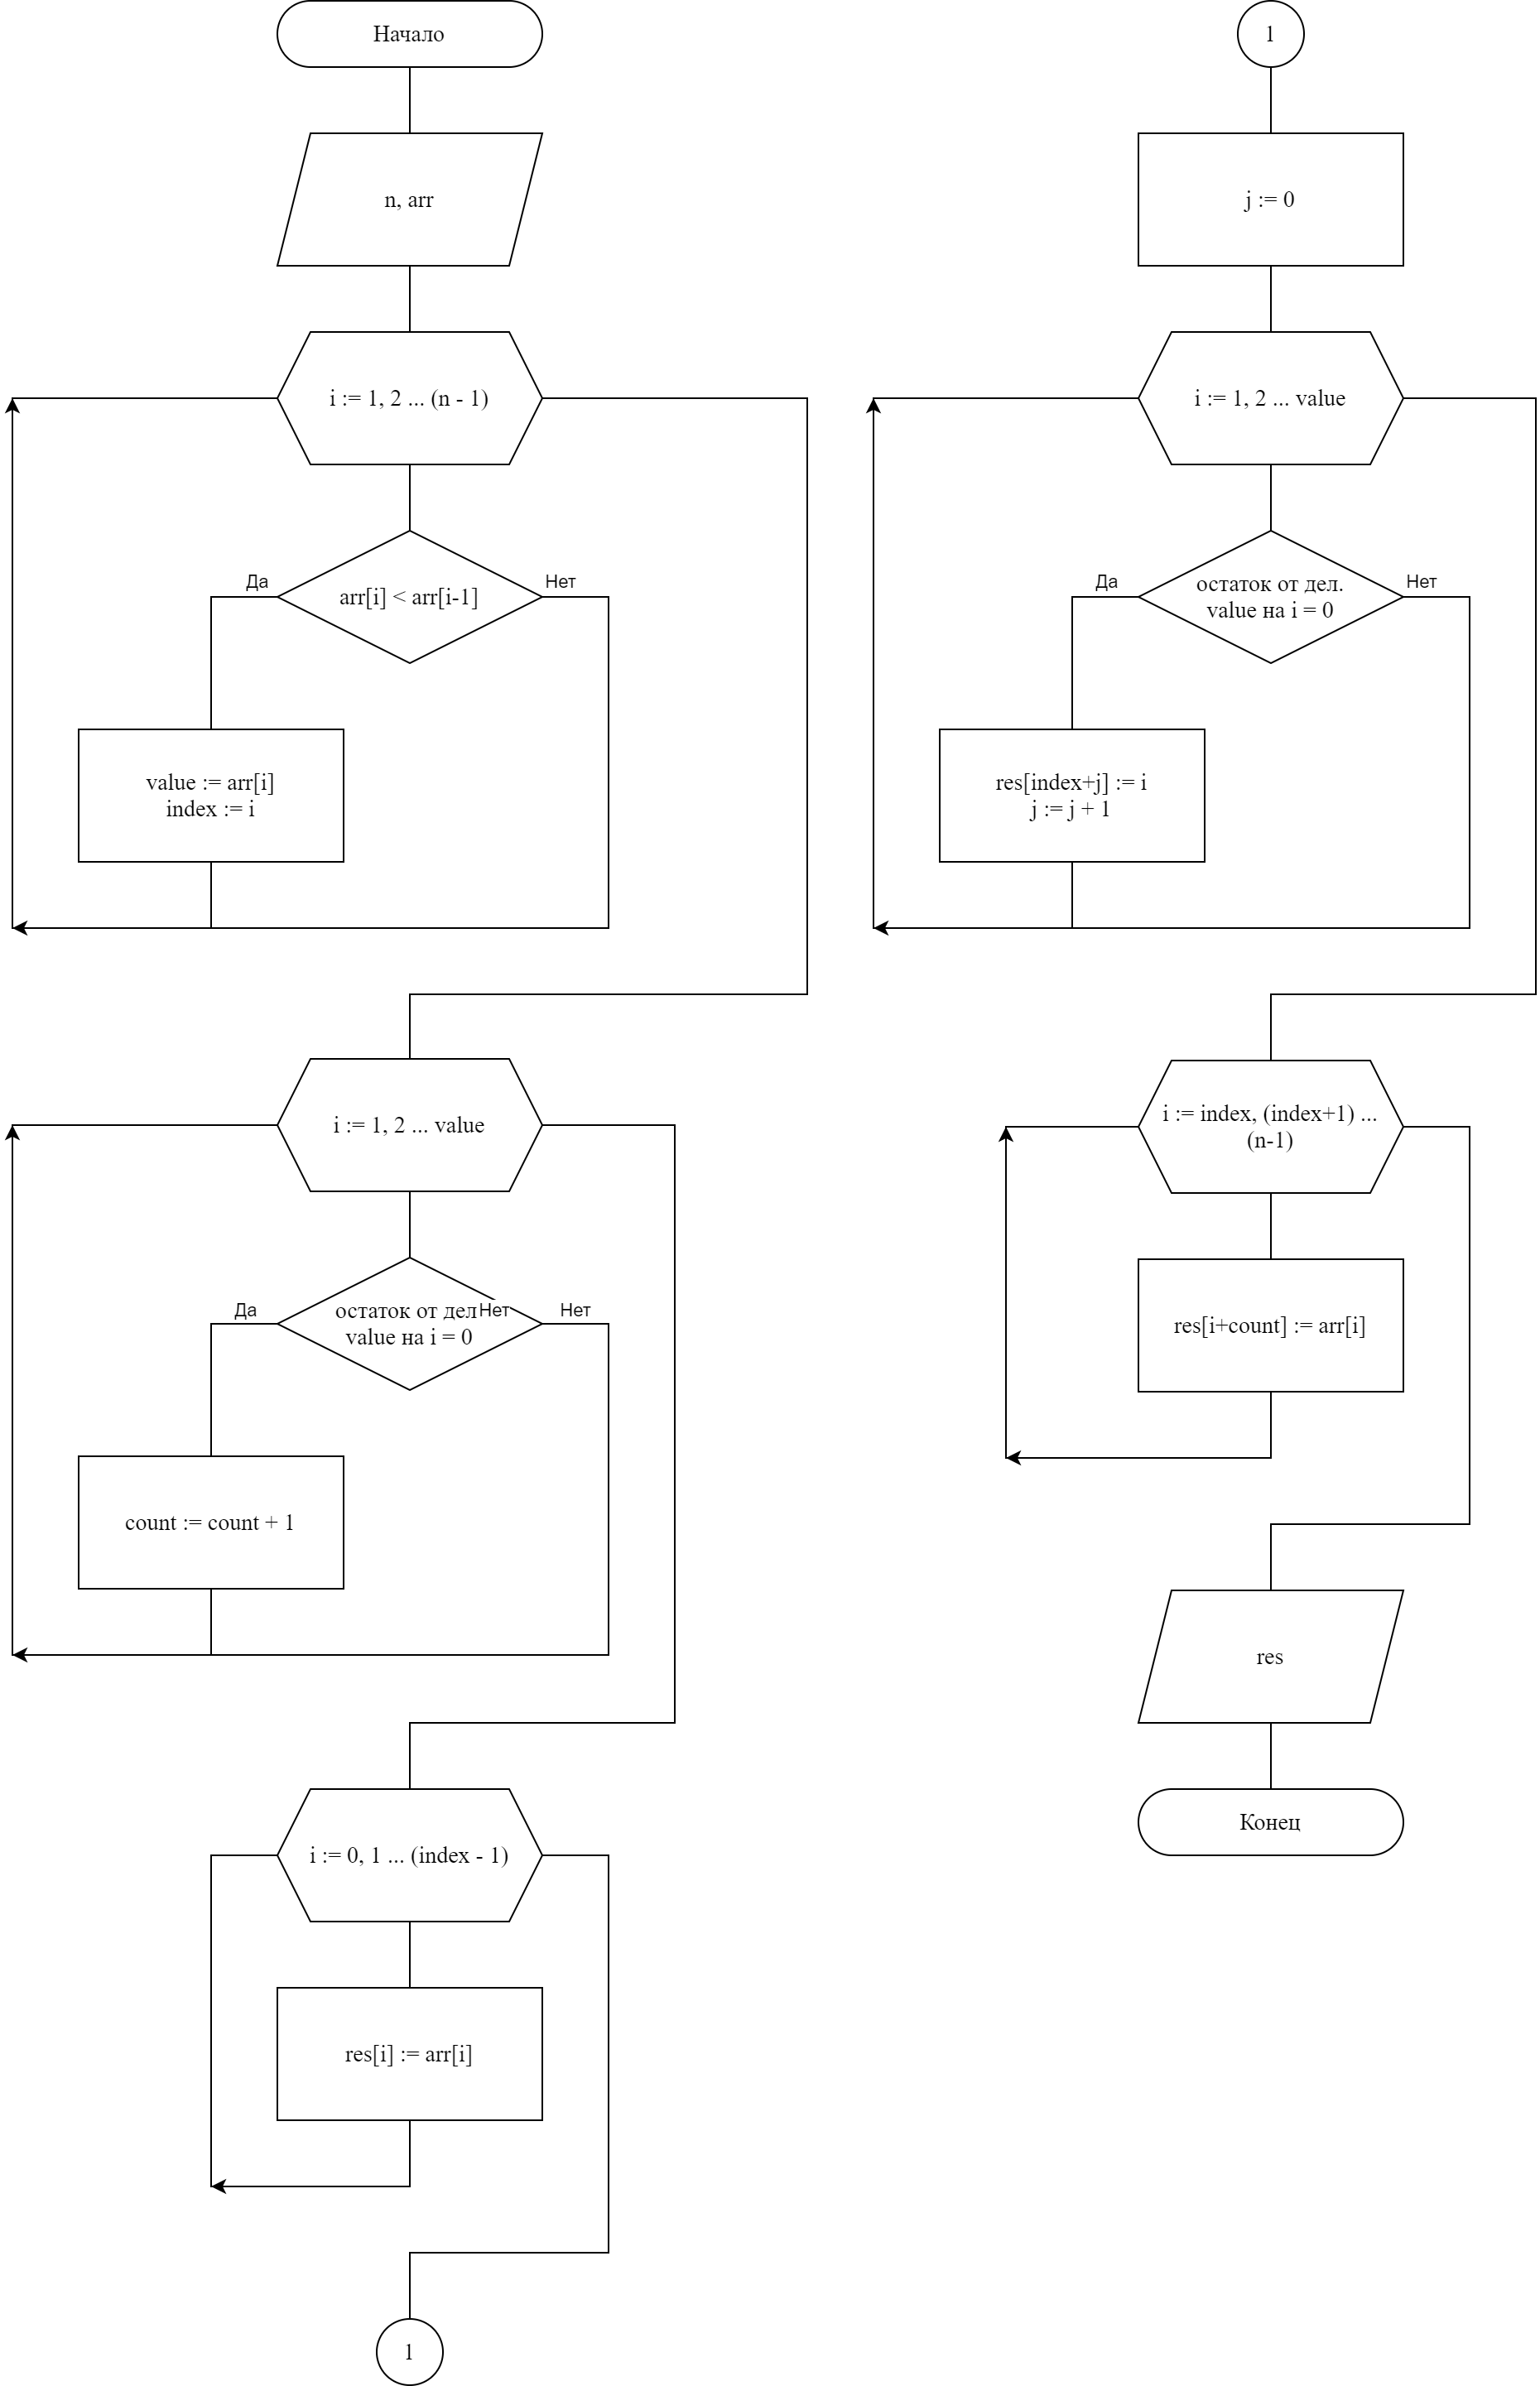 Начало
n, arr
i := 1, 2 ... (n - 1)
arr[i] < arr[i-1]
Да
Нет
value := arr[i]
index := i
i := 1, 2 ... value
остаток от дел
value на i = 0
Да
Нет
Нет
count := count + 1
i := 0, 1 ... (index - 1)
res[i] := arr[i]
1
1
j := 0
i := 1, 2 ... value
остаток от дел.
value на i = 0
Да
Нет
res[index+j] := i
j := j + 1
i := index, (index+1) ...
(n-1)
res[i+count] := arr[i]
res
Конец